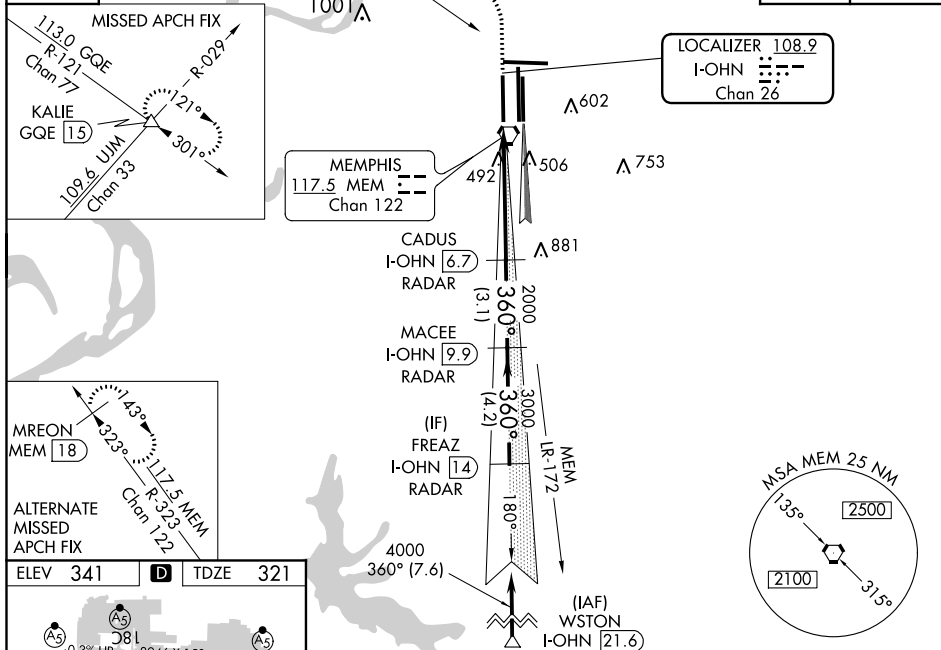 1001
MISSED APCH FIX
113.0 GQE
R-121
Chan 77
R-029
121°
301°
KALIE
GQE 15
109.6 UJM
Chan 33
LOCALIZER 108.9
I-OHN
Chan 26
602
MEMPHIS
117.5 MEM
Chan 122
492
506
753
881
CADUS
I-OHN 6.7
RADAR
2000
360°
(3.1)
MACEE
I-OHN 9.9
RADAR
3000
360°
(4.2)
(IF)
FREAZ
I-OHN 14
RADAR
MEM
LR-172
180°
MREON
MEM 18
143°
323°
117.5 MEM
R-323
Chan 122
ALTERNATE
MISSED
APCH FIX
4000
360° (7.6)
(IAF)
WSTON
I-OHN 21.6
MSA MEM 25 NM
135°
2500
2100
315°
ELEV 341
D
TDZE 321
A5
A5
A5
18C